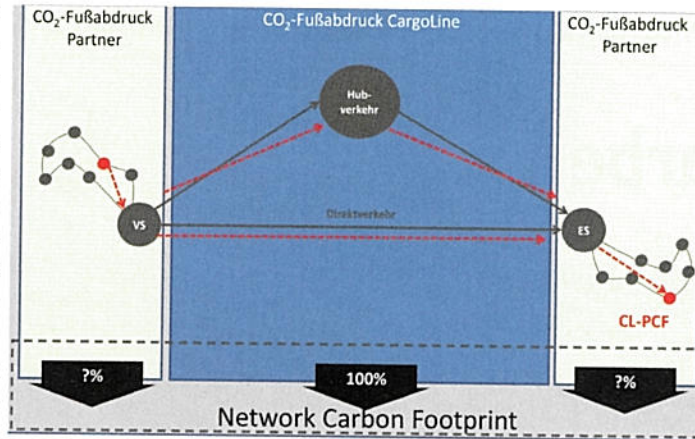 CO₂-Fußabdruck
Partner
CO₂-Fußabdruck CargoLine
CO₂-Fußabdruck
Partner
Hub-
verkehr
VS
Direktverkehr
ES
CL-PCF
?%
100%
?%
Network Carbon Footprint